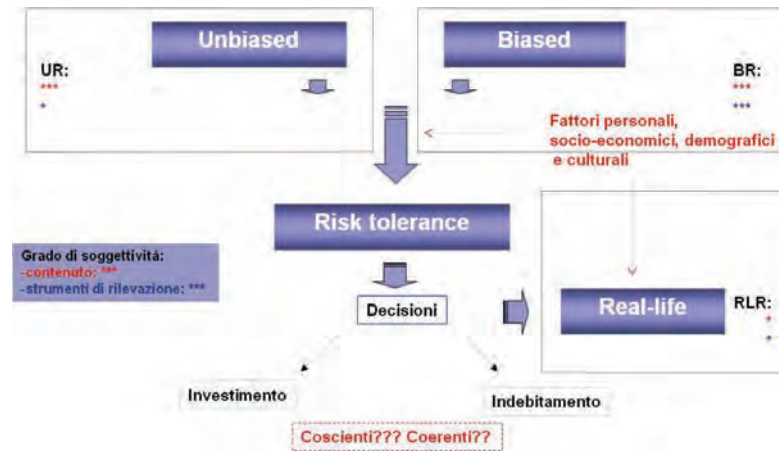 Unbiased
Biased
UR:
***
*
BR:
***
***
Fattori personali,
socio-economici, demografici
e culturali
Risk tolerance
Grado di soggettività:
-contenuto: ***
-strumenti di rilevazione: ***
Decisioni
Real-life
RLR:
*
*
Investimento
Indebitamento
Coscienti??? Coerenti??